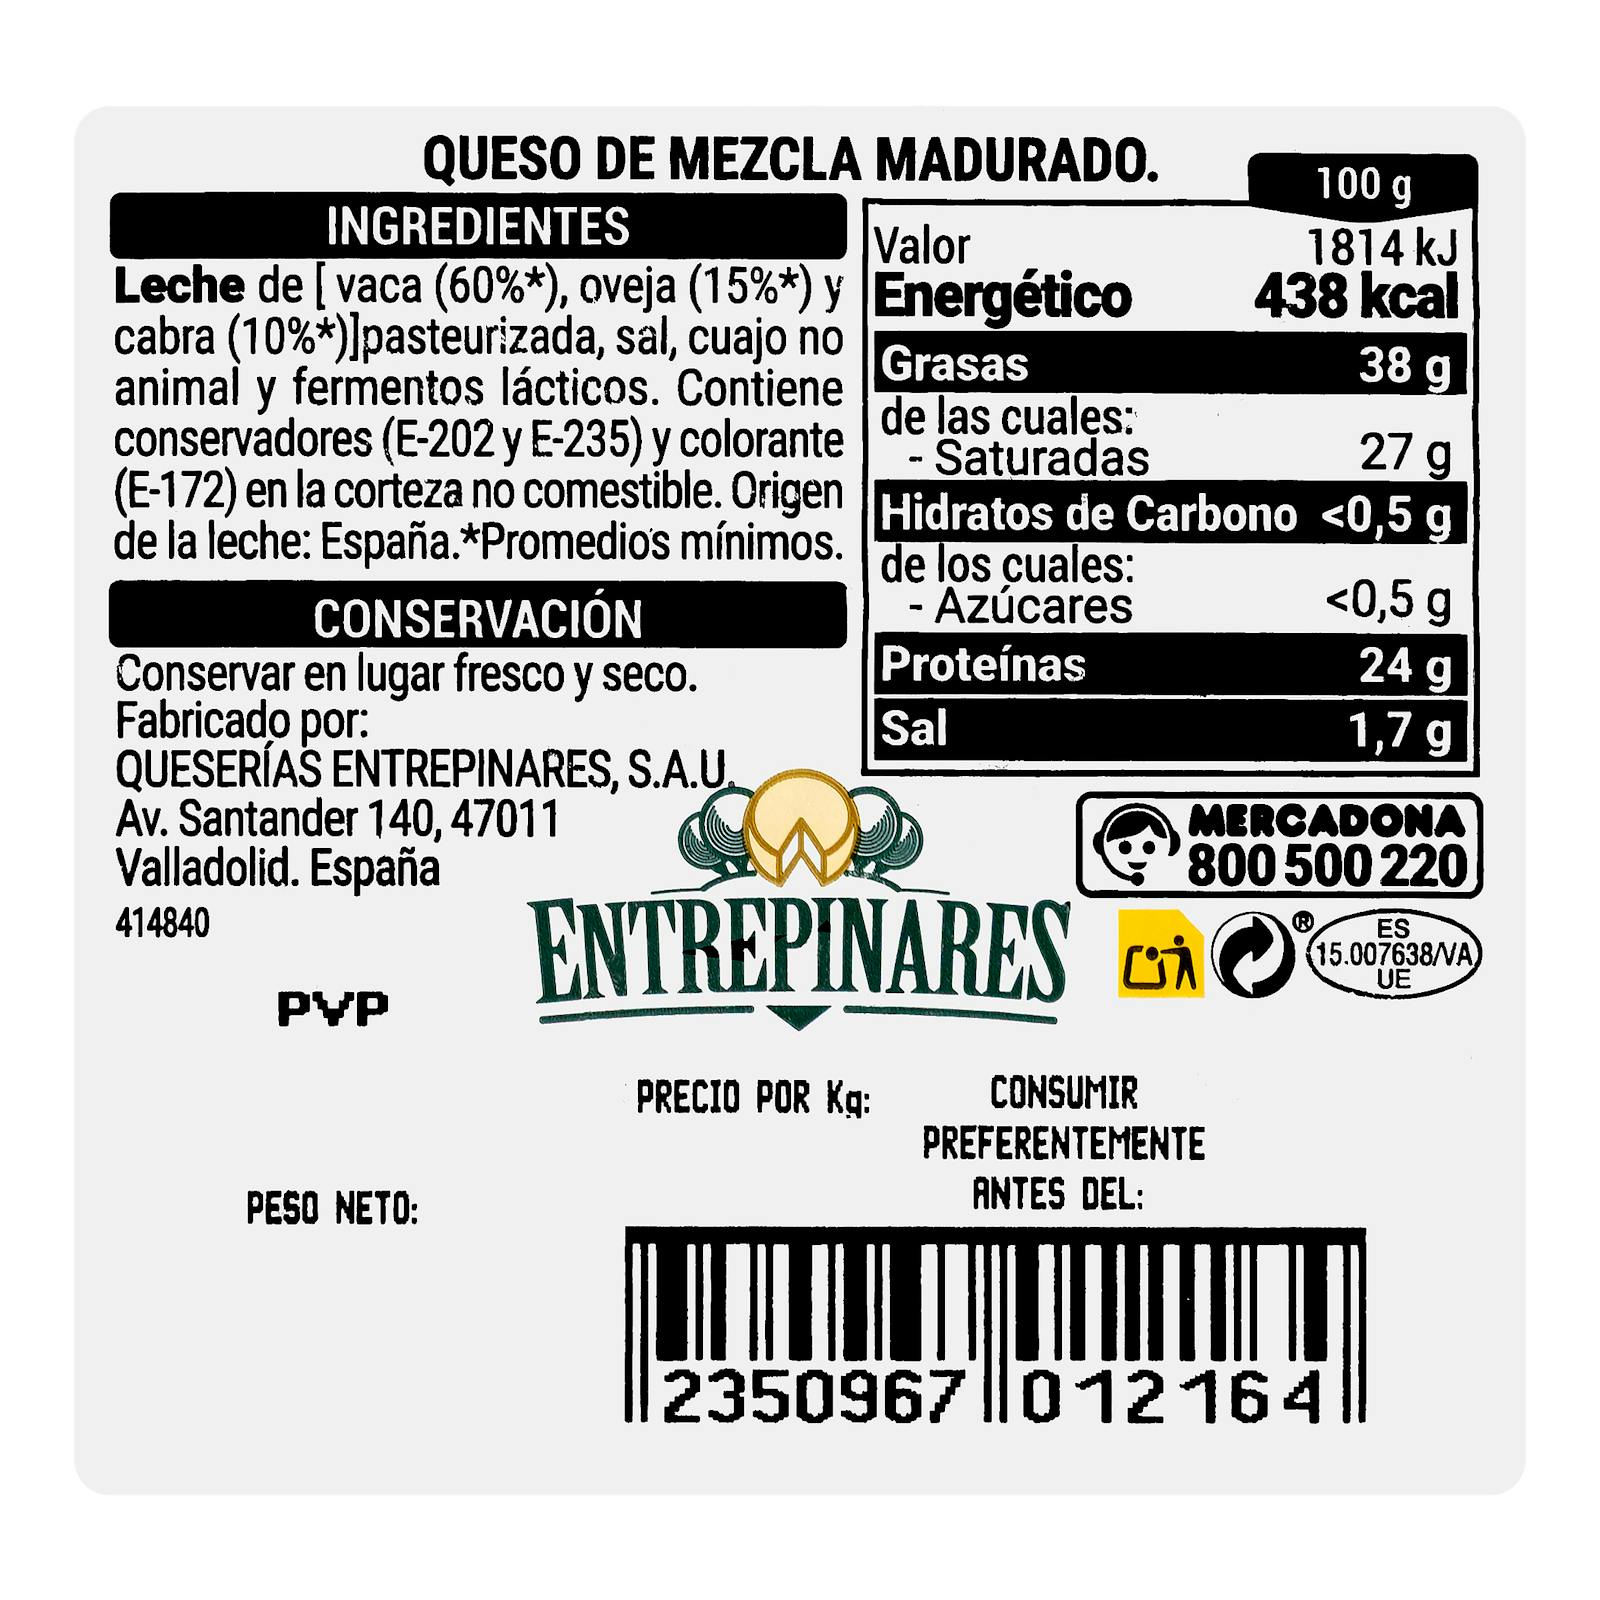 QUESO DE MEZCLA MADURADO.
INGREDIENTES
Leche de [ vaca (60%*), oveja (15%*) y
cabra (10%*)]pasteurizada, sal, cuajo no
animal y fermentos lácticos. Contiene
conservadores (E-202 y E-235) y colorante
(E-172) en la corteza no comestible. Origen
de la leche: España.*Promedios mínimos.
CONSERVACIÓN
Conservar en lugar fresco y seco.
Fabricado por:
QUESERÍAS ENTREPINARES, S.A.U.
Av. Santander 140, 47011
Valladolid. España
414840
100 g
Valor 1814 kJ
Energético 438 kcal
Grasas 38 g
de las cuales:
- Saturadas 27 g
Hidratos de Carbono <0,5 g
de los cuales:
- Azúcares <0,5 g
Proteínas 24 g
Sal 1,7 g
MERCADONA
800 500 220
ENTREPINARES
®
ES
15.007638/VA
UE
PVP
PRECIO POR Kg:
CONSUMIR
PREFERENTEMENTE
ANTES DEL:
PESO NETO:
2350967 012164